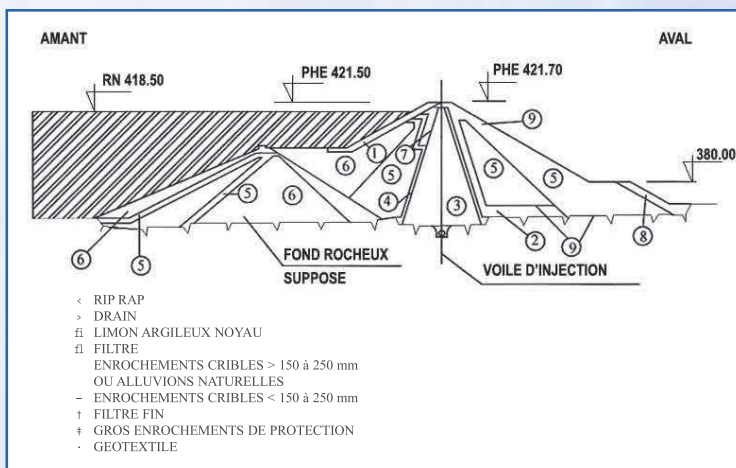 AMANT
AVAL
RN 418.50
PHE 421.50
PHE 421.70
380.00
9
6
1
7
5
5
5
5
6
4
3
2
9
8
6
5
FOND ROCHEUX
SUPPOSE
VOILE D'INJECTION
‹ RIP RAP
› DRAIN
ﬁ LIMON ARGILEUX NOYAU
ﬂ FILTRE
ENROCHEMENTS CRIBLES > 150 à 250 mm
OU ALLUVIONS NATURELLES
– ENROCHEMENTS CRIBLES < 150 à 250 mm
† FILTRE FIN
‡ GROS ENROCHEMENTS DE PROTECTION
· GEOTEXTILE